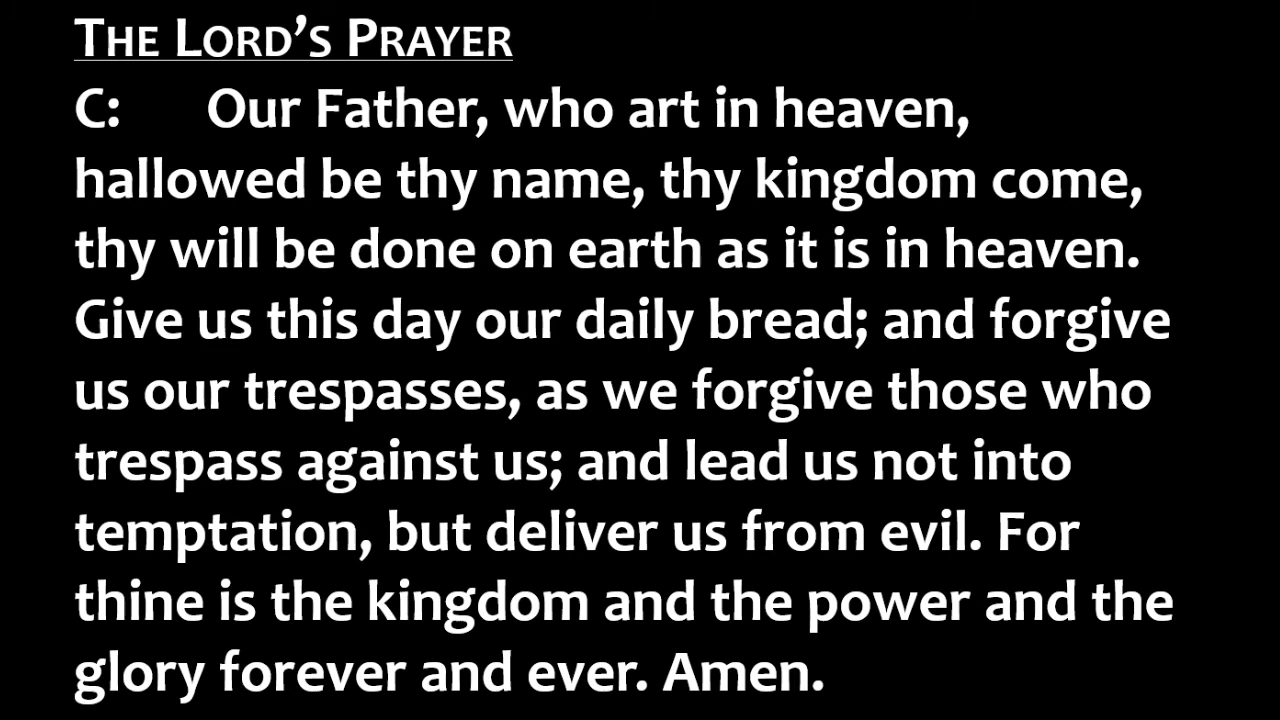 THE LORD’S PRAYER
C: Our Father, who art in heaven,
hallowed be thy name, thy kingdom come,
thy will be done on earth as it is in heaven.
Give us this day our daily bread; and forgive
us our trespasses, as we forgive those who
trespass against us; and lead us not into
temptation, but deliver us from evil. For
thine is the kingdom and the power and the
glory forever and ever. Amen.